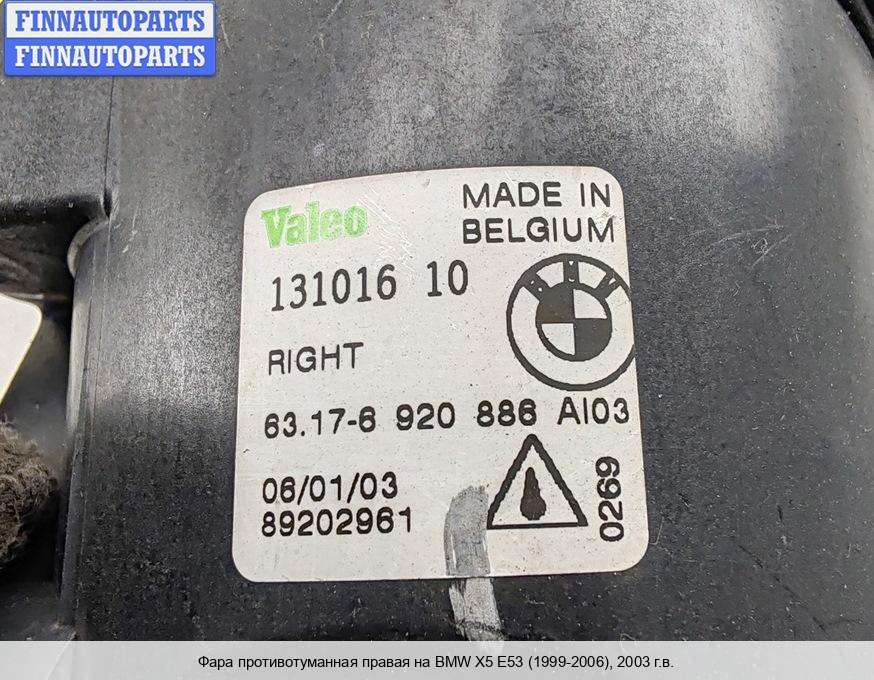 FINNAUTOPARTS
FINNAUTOPARTS
Valeo
MADE IN
BELGIUM
131016 10
BMW
RIGHT
63.17-6 920 886 AI03
06/01/03
89202961
0269
Фара противотуманная правая на BMW X5 E53 (1999-2006), 2003 г.в.